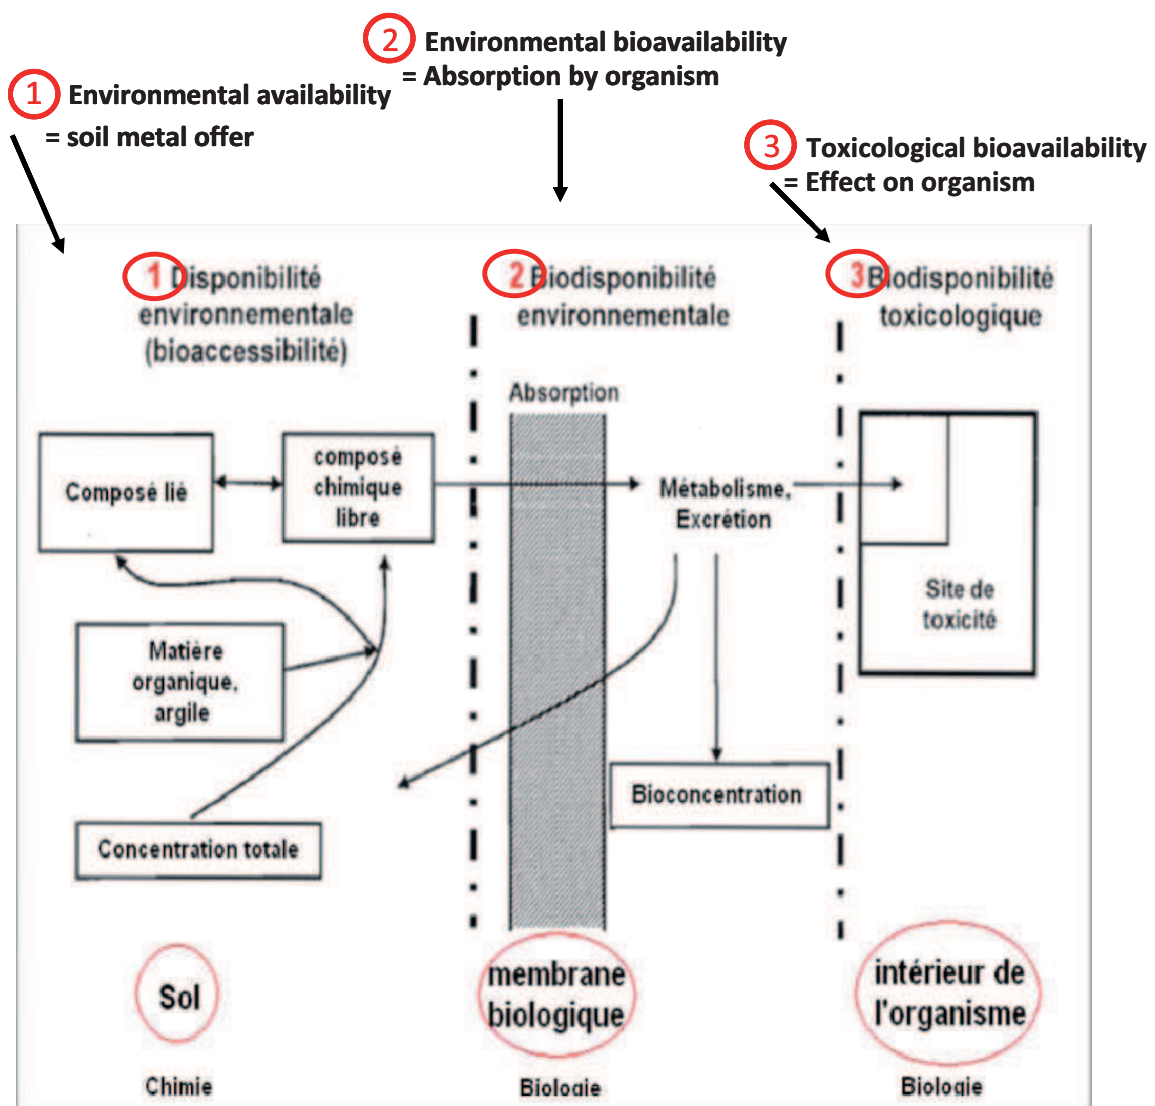 2 Environmental bioavailability
= Absorption by organism
1 Environmental availability
= soil metal offer
3 Toxicological bioavailability
= Effect on organism
1 Disponibilité
environnementale
(bioaccessibilité)
2 Biodisponibilité
environnementale
3 Biodisponibilité
toxicologique
Absorption
Composé lié
composé
chimique
libre
Métabolisme,
Excrétion
Site de
toxicité
Matière
organique,
argile
Bioconcentration
Concentration totale
Sol
membrane
biologique
intérieur de
l'organisme
Chimie
Biologie
Biologie